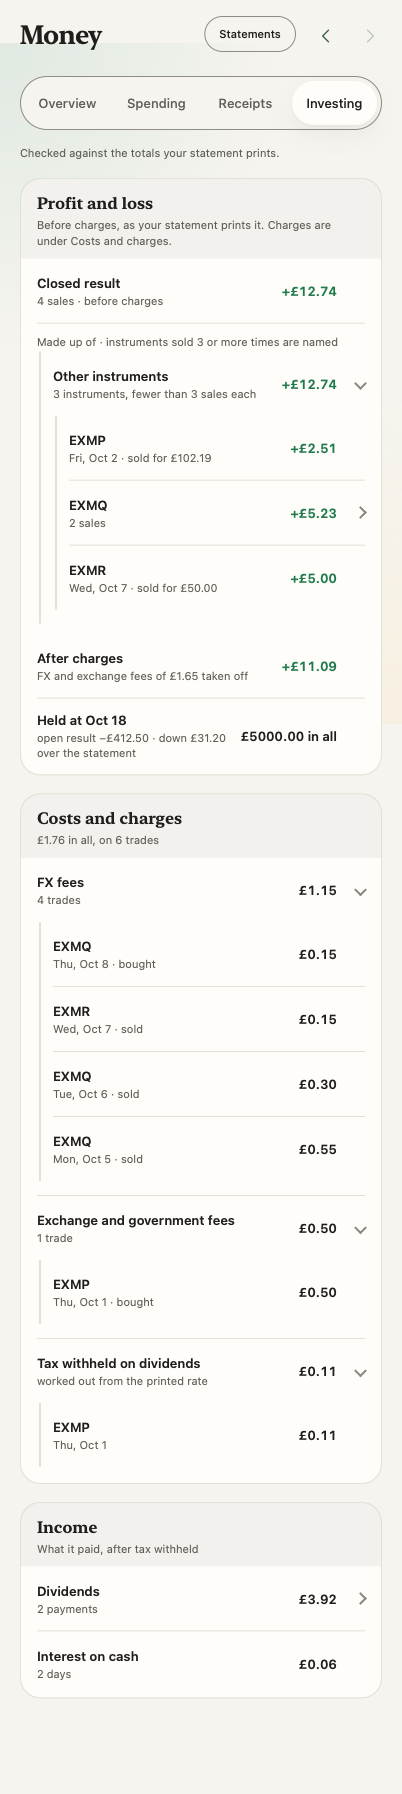 Money
Statements
Overview
Spending
Receipts
Investing
Checked against the totals your statement prints.
Profit and loss
Before charges, as your statement prints it. Charges are
under Costs and charges.
Closed result
4 sales · before charges
+£12.74
Made up of · instruments sold 3 or more times are named
Other instruments
3 instruments, fewer than 3 sales each
+£12.74
EXMP
Fri, Oct 2 · sold for £102.19
+£2.51
EXMQ
2 sales
+£5.23
EXMR
Wed, Oct 7 · sold for £50.00
+£5.00
After charges
FX and exchange fees of £1.65 taken off
+£11.09
Held at Oct 18
open result −£412.50 · down £31.20
over the statement
£5000.00 in all
Costs and charges
£1.76 in all, on 6 trades
FX fees
4 trades
£1.15
EXMQ
Thu, Oct 8 · bought
£0.15
EXMR
Wed, Oct 7 · sold
£0.15
EXMQ
Tue, Oct 6 · sold
£0.30
EXMQ
Mon, Oct 5 · sold
£0.55
Exchange and government fees
1 trade
£0.50
EXMP
Thu, Oct 1 · bought
£0.50
Tax withheld on dividends
worked out from the printed rate
£0.11
EXMP
Thu, Oct 1
£0.11
Income
What it paid, after tax withheld
Dividends
2 payments
£3.92
Interest on cash
2 days
£0.06